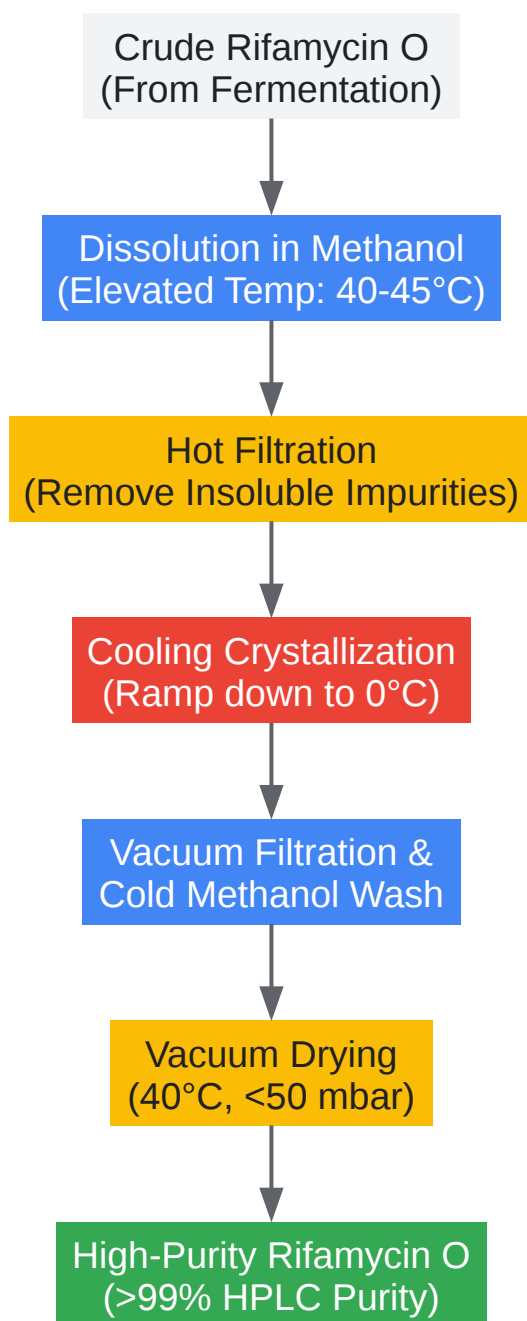 Crude Rifamycin O
(From Fermentation)
Dissolution in Methanol
(Elevated Temp: 40-45°C)
Hot Filtration
(Remove Insoluble Impurities)
Cooling Crystallization
(Ramp down to 0°C)
Vacuum Filtration &
Cold Methanol Wash
Vacuum Drying
(40°C, <50 mbar)
High-Purity Rifamycin O
(>99% HPLC Purity)